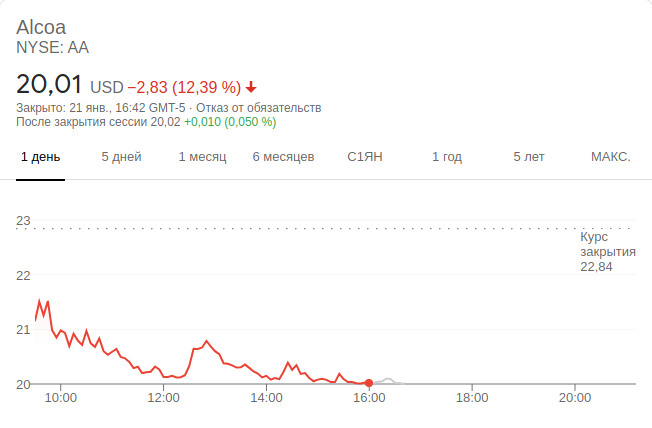 Alcoa
NYSE: AA
20,01 USD −2,83 (12,39 %)
Закрыто: 21 янв., 16:42 GMT-5 · Отказ от обязательств
После закрытия сессии 20,02 +0,010 (0,050 %)
1 день 5 дней 1 месяц 6 месяцев С1ЯН 1 год 5 лет МАКС.
23
Курс
закрытия
22,84
22
21
20
10:00 12:00 14:00 16:00 18:00 20:00